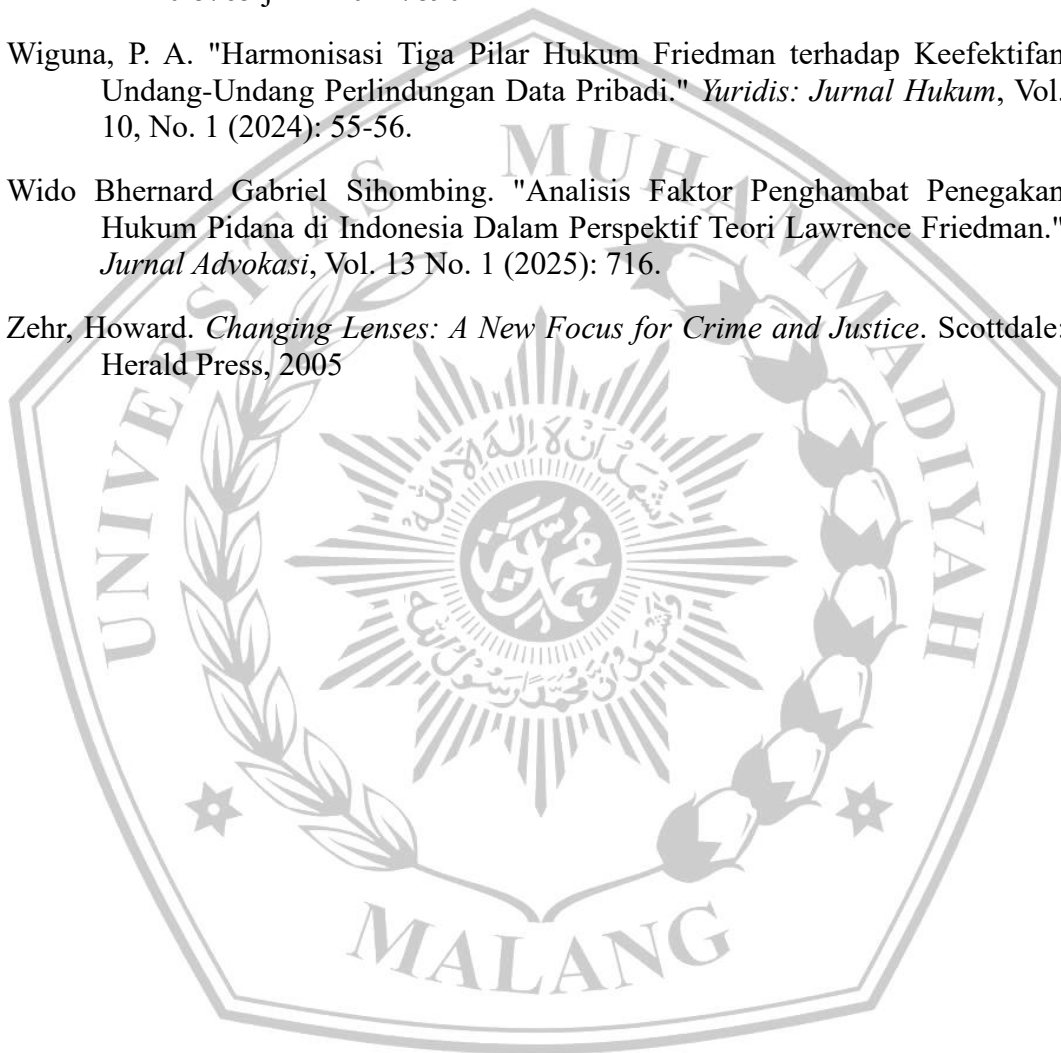 Wiguna, P. A. "Harmonisasi Tiga Pilar Hukum Friedman terhadap Keefektifan
Undang-Undang Perlindungan Data Pribadi." Yuridis: Jurnal Hukum, Vol.
10, No. 1 (2024): 55-56.
Wido Bhernard Gabriel Sihombing. "Analisis Faktor Penghambat Penegakan
Hukum Pidana di Indonesia Dalam Perspektif Teori Lawrence Friedman."
Jurnal Advokasi, Vol. 13 No. 1 (2025): 716.
Zehr, Howard. Changing Lenses: A New Focus for Crime and Justice. Scottdale:
Herald Press, 2005
UNIVERSITAS MUHAMMADIYAH
MALANG